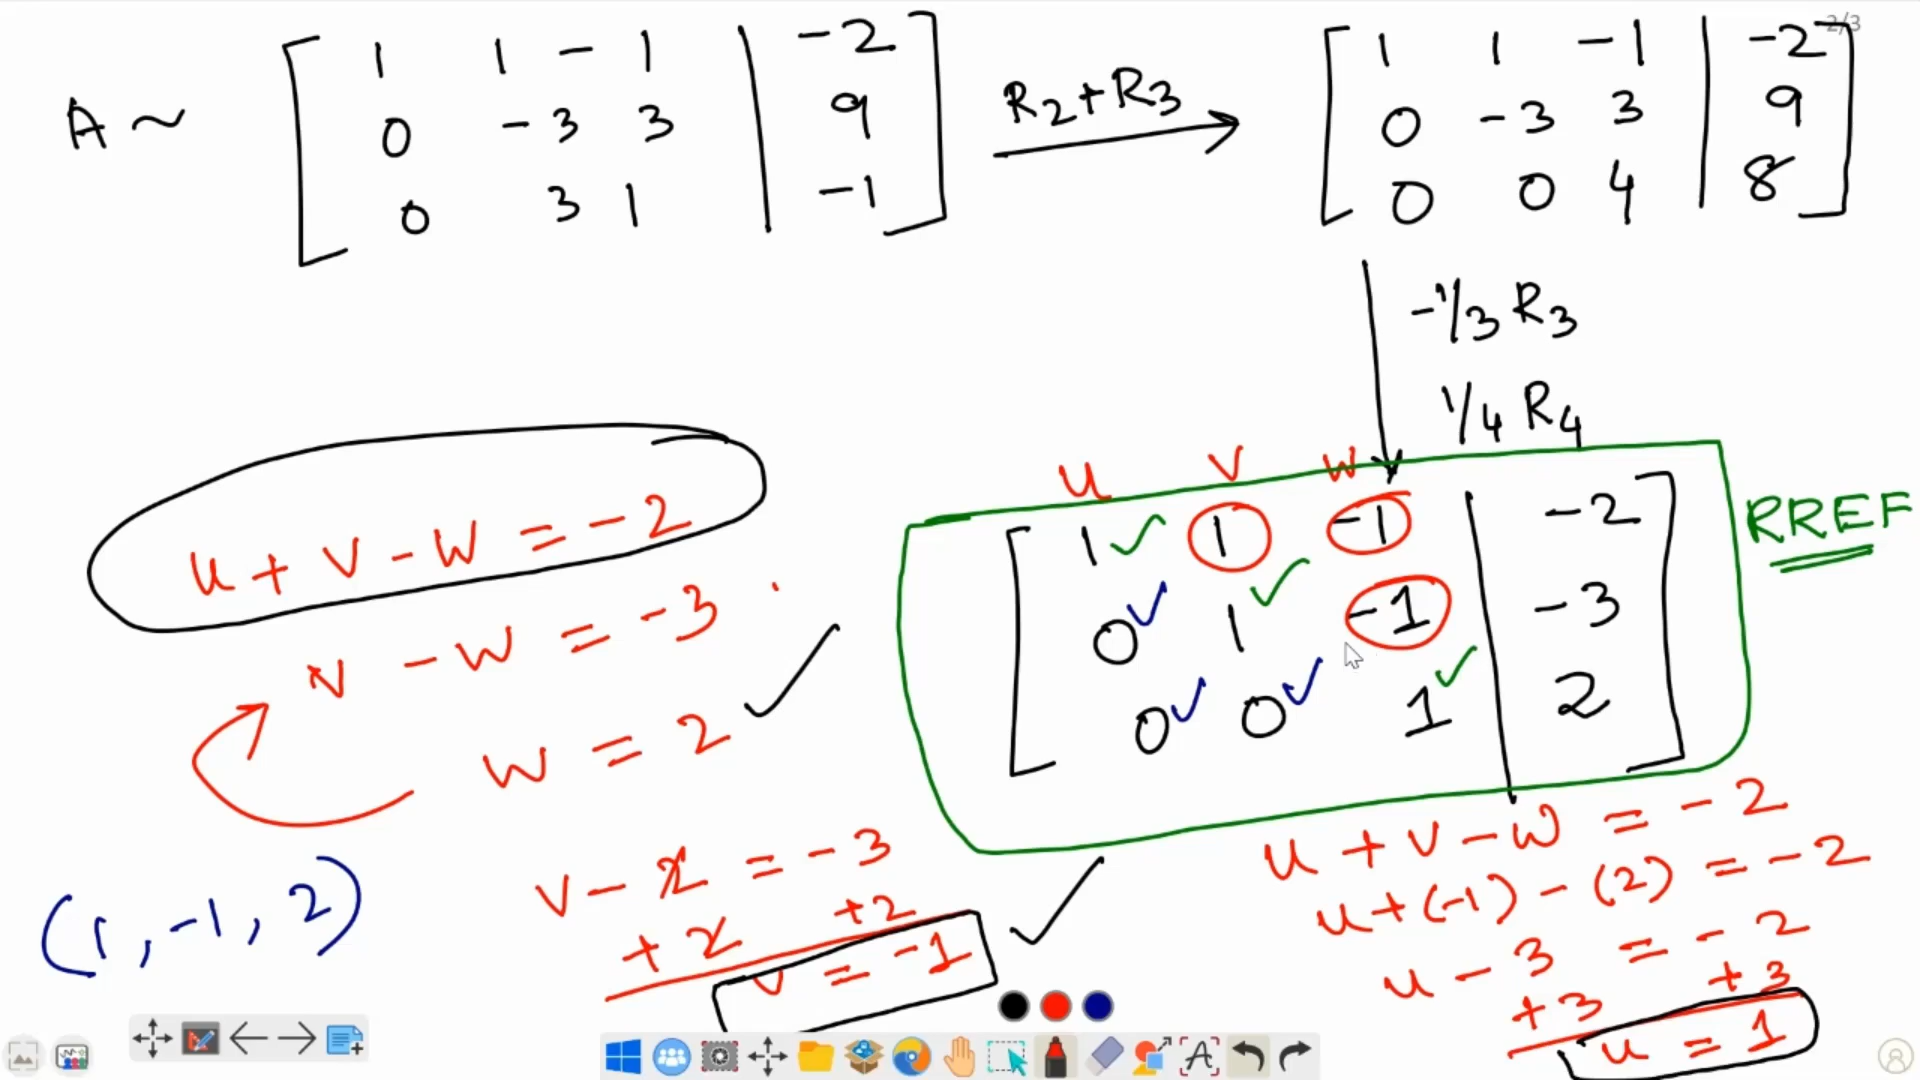 2/3
A ~ [ 1 1 -1 | -2 ]
[ 0 -3 3 | 9 ]
[ 0 3 1 | -1 ]
R2+R3
[ 1 1 -1 | -2 ]
[ 0 -3 3 | 9 ]
[ 0 0 4 | 8 ]
-1/3 R3
1/4 R4
u v w
[ 1 ✓ 1 -1 | -2 ]
[ 0 ✓ 1 ✓ -1 | -3 ]
[ 0 ✓ 0 ✓ 1 ✓ | 2 ]
RREF
u + v - w = -2
v - w = -3
w = 2 ✓
v - 2 = -3
+ 2 +2
v = -1 ✓
u + v - w = -2
u + (-1) - (2) = -2
u - 3 = -2
+3 +3
u = 1
(1, -1, 2)
A